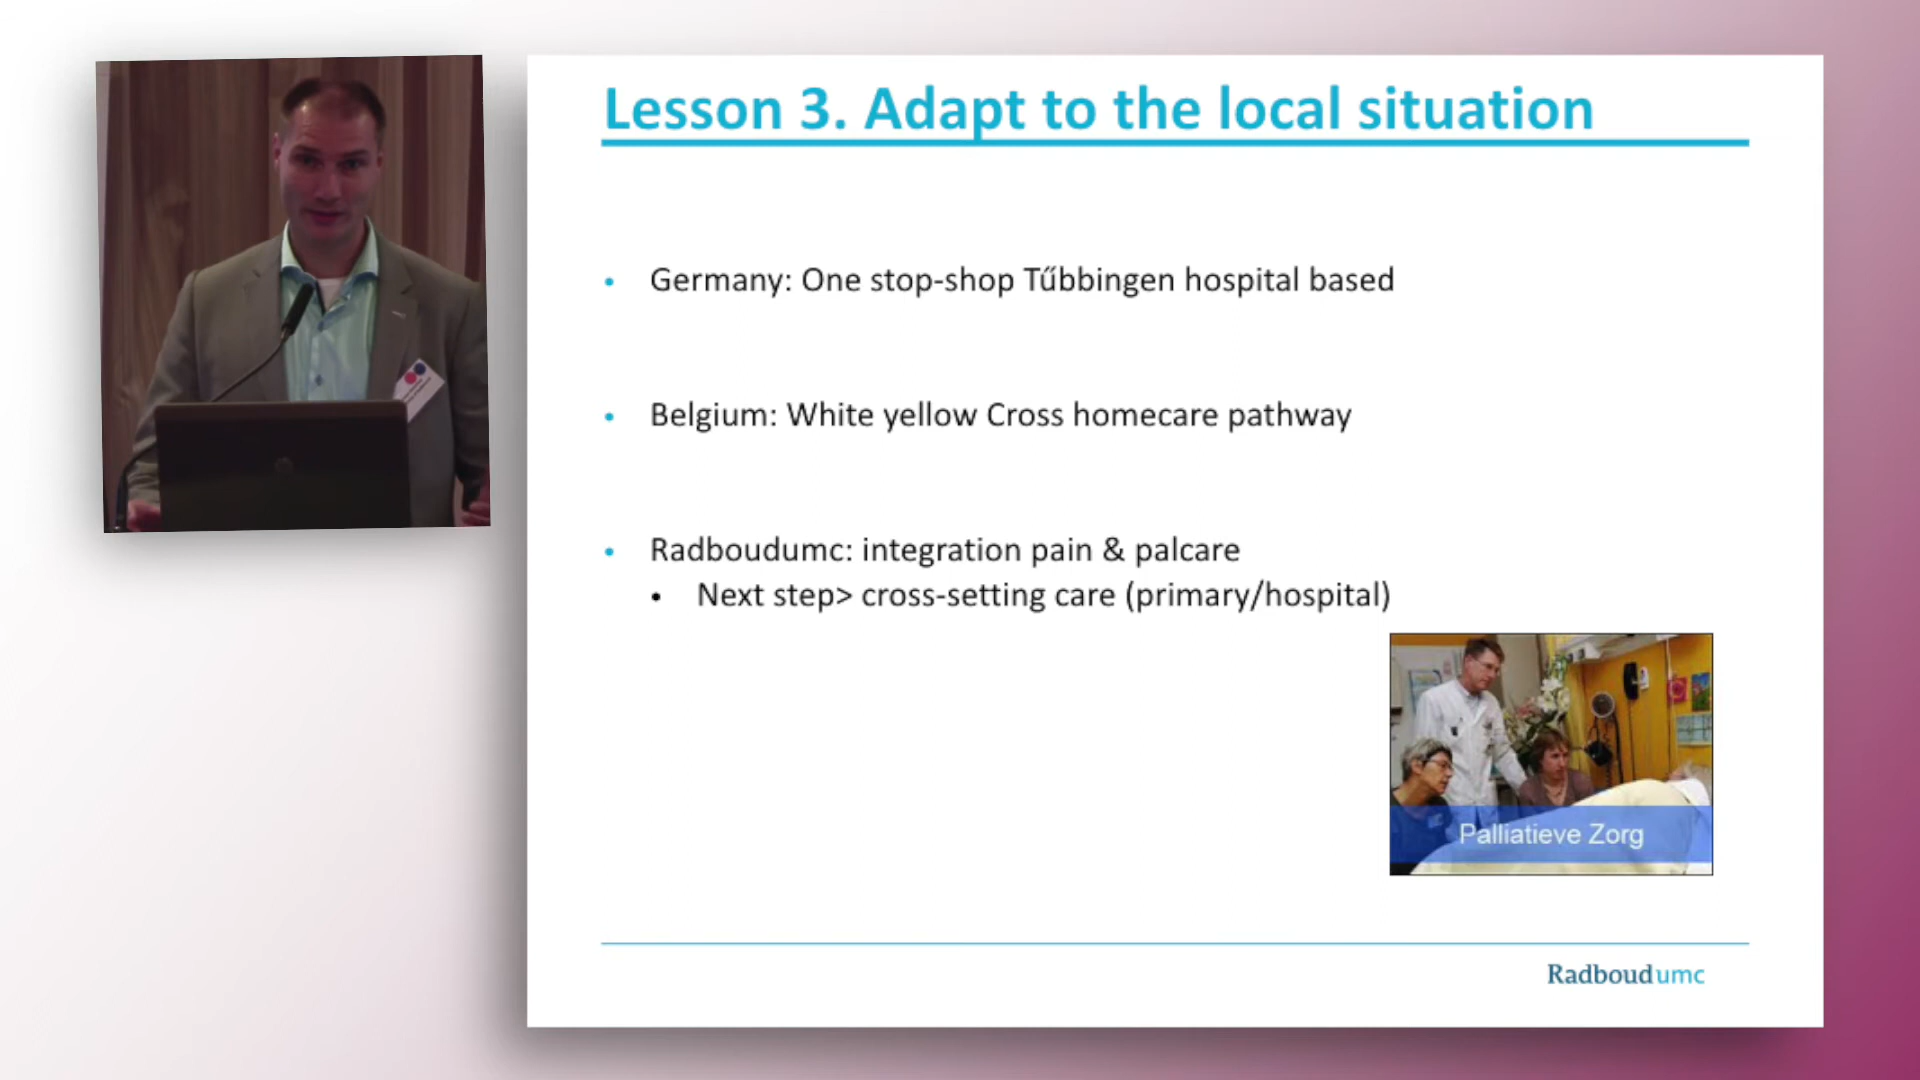 Lesson 3. Adapt to the local situation
• Germany: One stop-shop Tűbbingen hospital based
• Belgium: White yellow Cross homecare pathway
• Radboudumc: integration pain & palcare
• Next step> cross-setting care (primary/hospital)
Palliatieve Zorg
Radboudumc